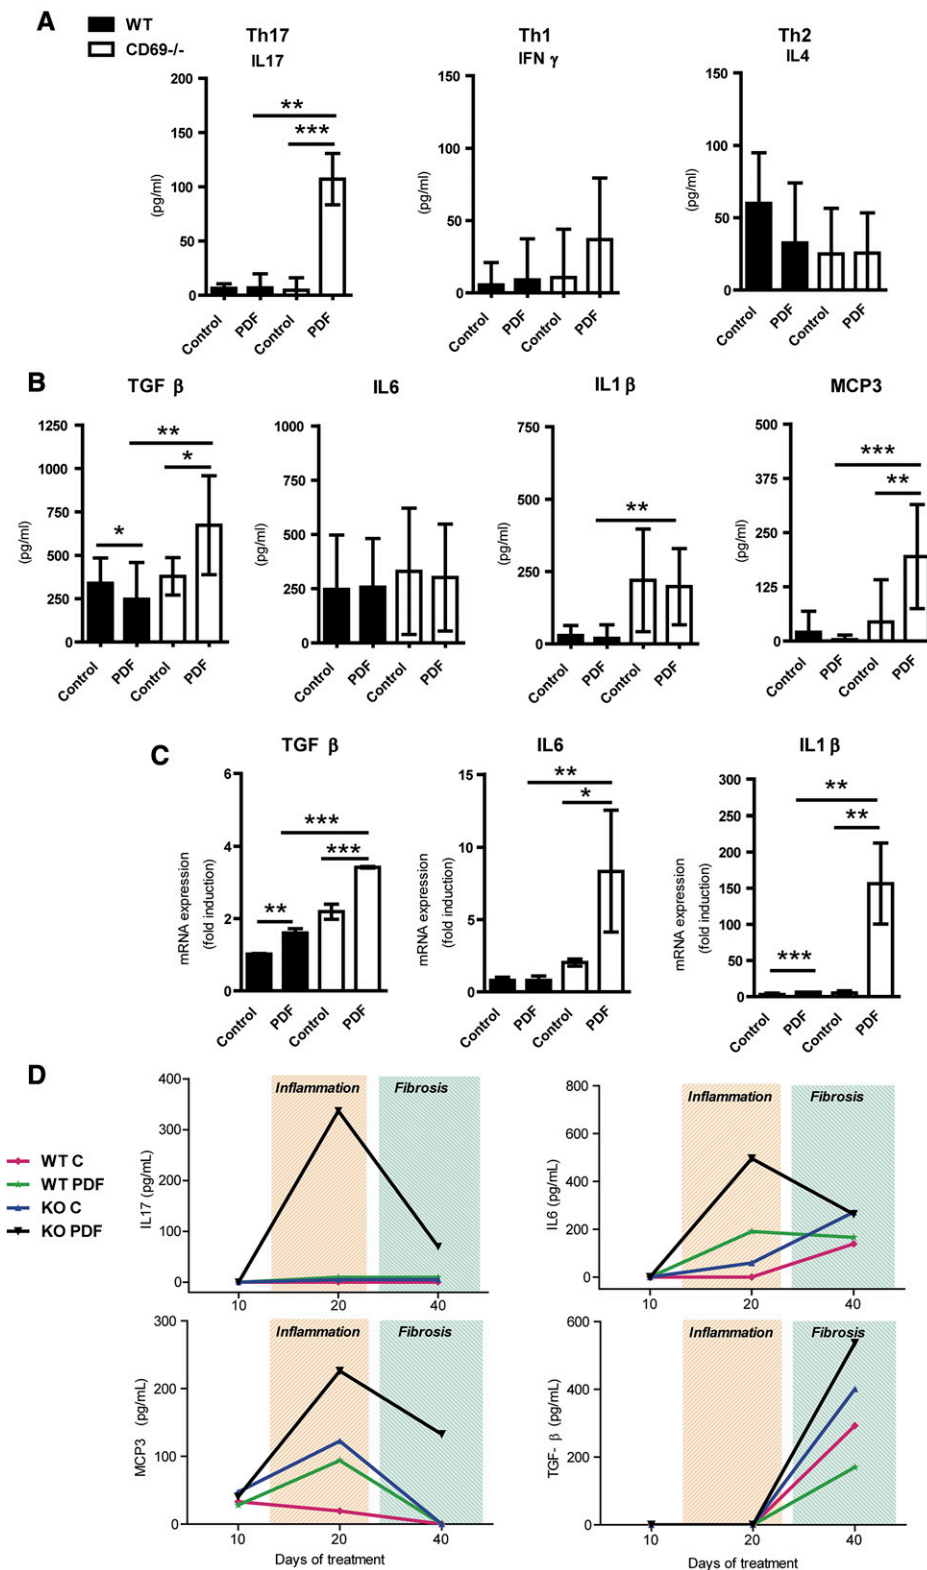 A
WT
CD69-/-
Th17
IL17
(pg/ml)
200
150
100
50
0
**
***
Control
PDF
Control
PDF
Th1
IFN γ
(pg/ml)
150
100
50
0
Control
PDF
Control
PDF
Th2
IL4
(pg/ml)
150
100
50
0
Control
PDF
Control
PDF
B
TGF β
(pg/ml)
1250
1000
750
500
250
0
**
*
*
Control
PDF
Control
PDF
IL6
(pg/ml)
1000
750
500
250
0
Control
PDF
Control
PDF
IL1 β
(pg/ml)
750
500
250
0
**
Control
PDF
Control
PDF
MCP3
(pg/ml)
500
375
250
125
0
***
**
Control
PDF
Control
PDF
C
TGF β
mRNA expression
(fold induction)
6
4
2
0
***
***
**
Control
PDF
Control
PDF
IL6
mRNA expression
(fold induction)
15
10
5
0
**
*
Control
PDF
Control
PDF
IL1 β
mRNA expression
(fold induction)
300
250
200
150
100
50
0
**
**
***
Control
PDF
Control
PDF
D
WT C
WT PDF
KO C
KO PDF
IL17 (pg/mL)
400
300
200
100
0
Inflammation
Fibrosis
10
20
40
IL6 (pg/mL)
800
600
400
200
0
Inflammation
Fibrosis
10
20
40
MCP3 (pg/mL)
300
200
100
0
Inflammation
Fibrosis
10
20
40
Days of treatment
TGF- β (pg/mL)
600
400
200
0
Inflammation
Fibrosis
10
20
40
Days of treatment